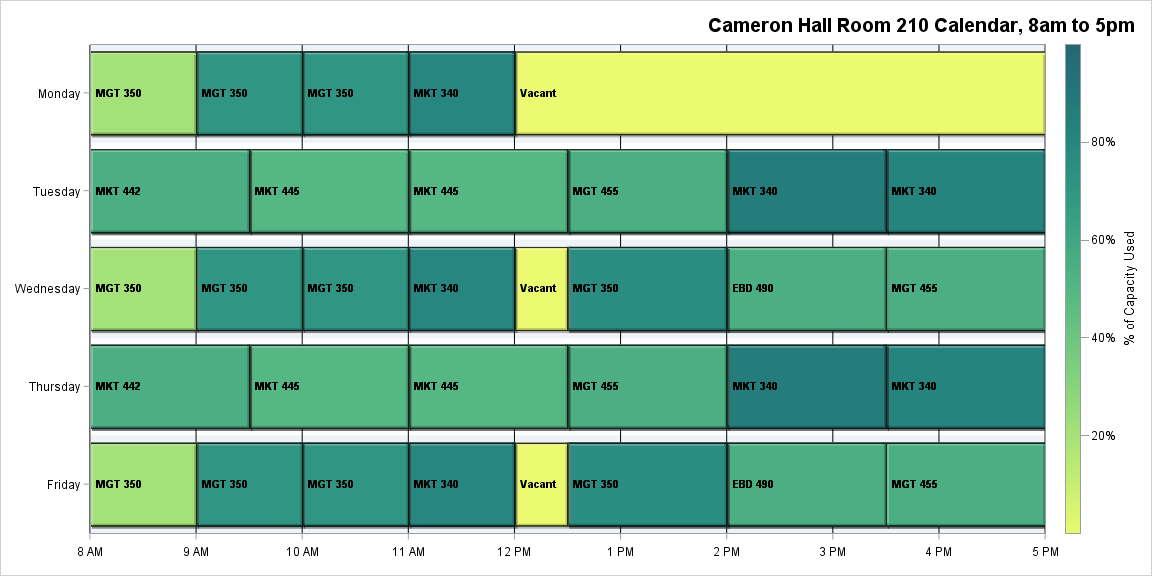 Cameron Hall Room 210 Calendar, 8am to 5pm
Monday
MGT 350
MGT 350
MGT 350
MKT 340
Vacant
Tuesday
MKT 442
MKT 445
MKT 445
MGT 455
MKT 340
MKT 340
Wednesday
MGT 350
MGT 350
MGT 350
MKT 340
Vacant
MGT 350
EBD 490
MGT 455
Thursday
MKT 442
MKT 445
MKT 445
MGT 455
MKT 340
MKT 340
Friday
MGT 350
MGT 350
MGT 350
MKT 340
Vacant
MGT 350
EBD 490
MGT 455
8 AM
9 AM
10 AM
11 AM
12 PM
1 PM
2 PM
3 PM
4 PM
5 PM
80%
60%
40%
20%
% of Capacity Used